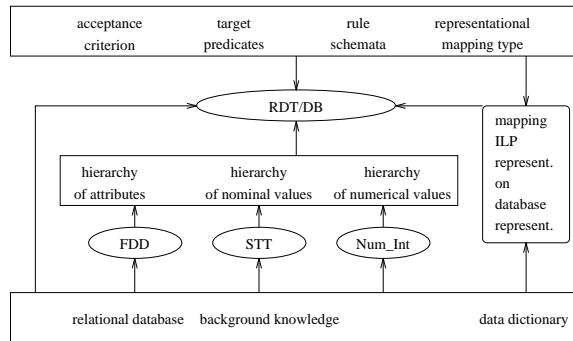 acceptance target rule representational
criterion predicates schemata mapping type
RDT/DB
mapping
ILP
represent.
on
database
represent.
hierarchy hierarchy hierarchy
of attributes of nominal values of numerical values
FDD STT Num_Int
relational database background knowledge data dictionary